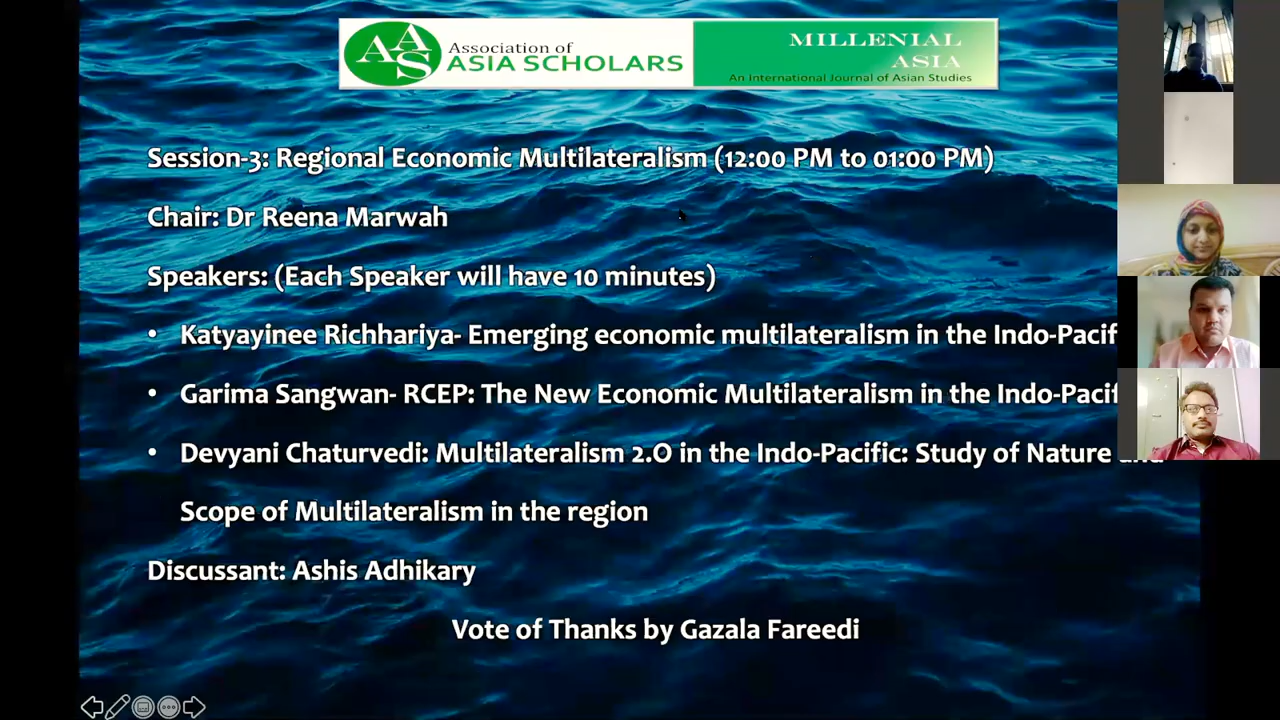 AAS
Association of
ASIA SCHOLARS
MILLENIAL
ASIA
An International Journal of Asian Studies
Session-3: Regional Economic Multilateralism (12:00 PM to 01:00 PM)
Chair: Dr Reena Marwah
Speakers: (Each Speaker will have 10 minutes)
• Katyayinee Richhariya- Emerging economic multilateralism in the Indo-Pacif
• Garima Sangwan- RCEP: The New Economic Multilateralism in the Indo-Pacif
• Devyani Chaturvedi: Multilateralism 2.O in the Indo-Pacific: Study of Nature and
Scope of Multilateralism in the region
Discussant: Ashis Adhikary
Vote of Thanks by Gazala Fareedi